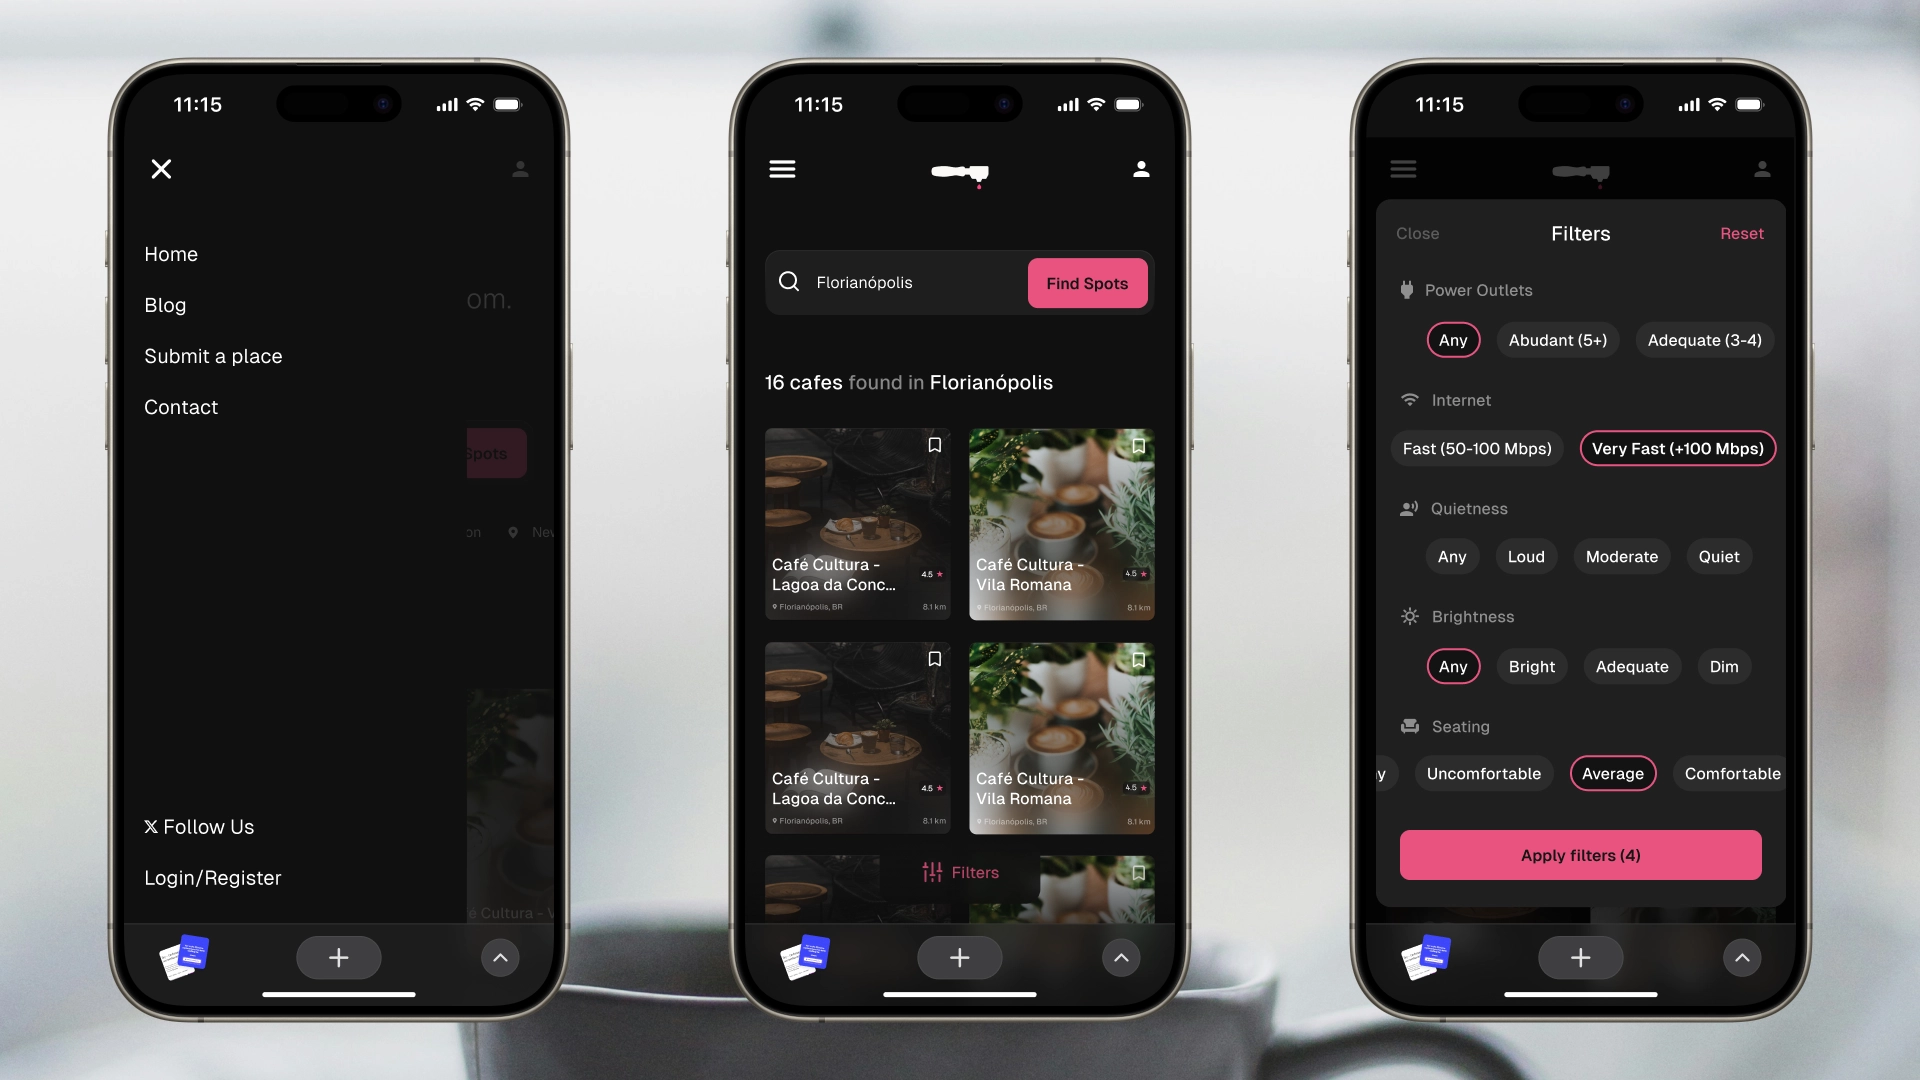 11:15
om.
Home
Blog
Submit a place
Contact
Spots
on
New
Follow Us
Login/Register
fé Cultura - V
11:15
Florianópolis
Find Spots
16 cafes found in Florianópolis
Café Cultura -
Lagoa da Conc...
4.5
Florianópolis, BR
8.1 km
Café Cultura -
Vila Romana
4.5
Florianópolis, BR
8.1 km
Café Cultura -
Lagoa da Conc...
4.5
Florianópolis, BR
8.1 km
Café Cultura -
Vila Romana
4.5
Florianópolis, BR
8.1 km
Filters
11:15
Close
Filters
Reset
Power Outlets
Any
Abudant (5+)
Adequate (3-4)
Internet
Fast (50-100 Mbps)
Very Fast (+100 Mbps)
Quietness
Any
Loud
Moderate
Quiet
Brightness
Any
Bright
Adequate
Dim
Seating
y
Uncomfortable
Average
Comfortable
Apply filters (4)